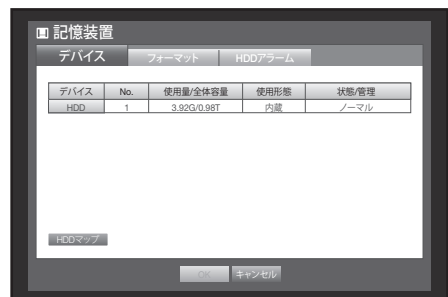 記憶装置
デバイス フォーマット HDDアラーム
デバイス No. 使用量/全体容量 使用形態 状態/管理
HDD 1 3.92G/0.98T 内蔵 ノーマル
HDDマップ
OK キャンセル